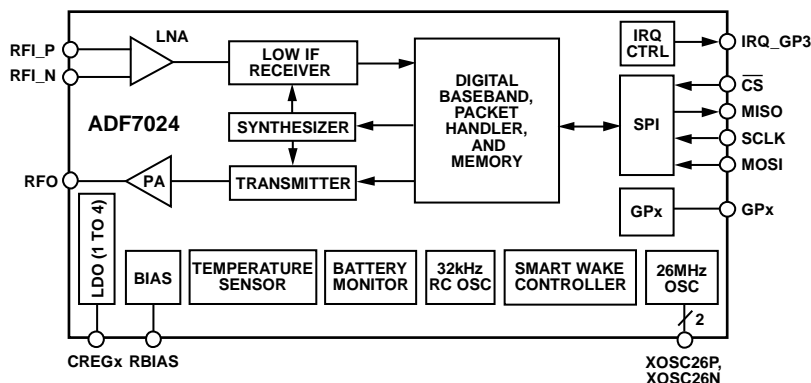 RFI_P
RFI_N
LNA
LOW IF
RECEIVER
DIGITAL
BASEBAND,
PACKET
HANDLER,
AND
MEMORY
IRQ
CTRL
IRQ_GP3
CS
MISO
SPI
SCLK
MOSI
ADF7024
SYNTHESIZER
RFO
PA
TRANSMITTER
GPx
GPx
LDO (1 TO 4)
BIAS
TEMPERATURE
SENSOR
BATTERY
MONITOR
32kHz
RC OSC
SMART WAKE
CONTROLLER
26MHz
OSC
2
CREGx
RBIAS
XOSC26P,
XOSC26N